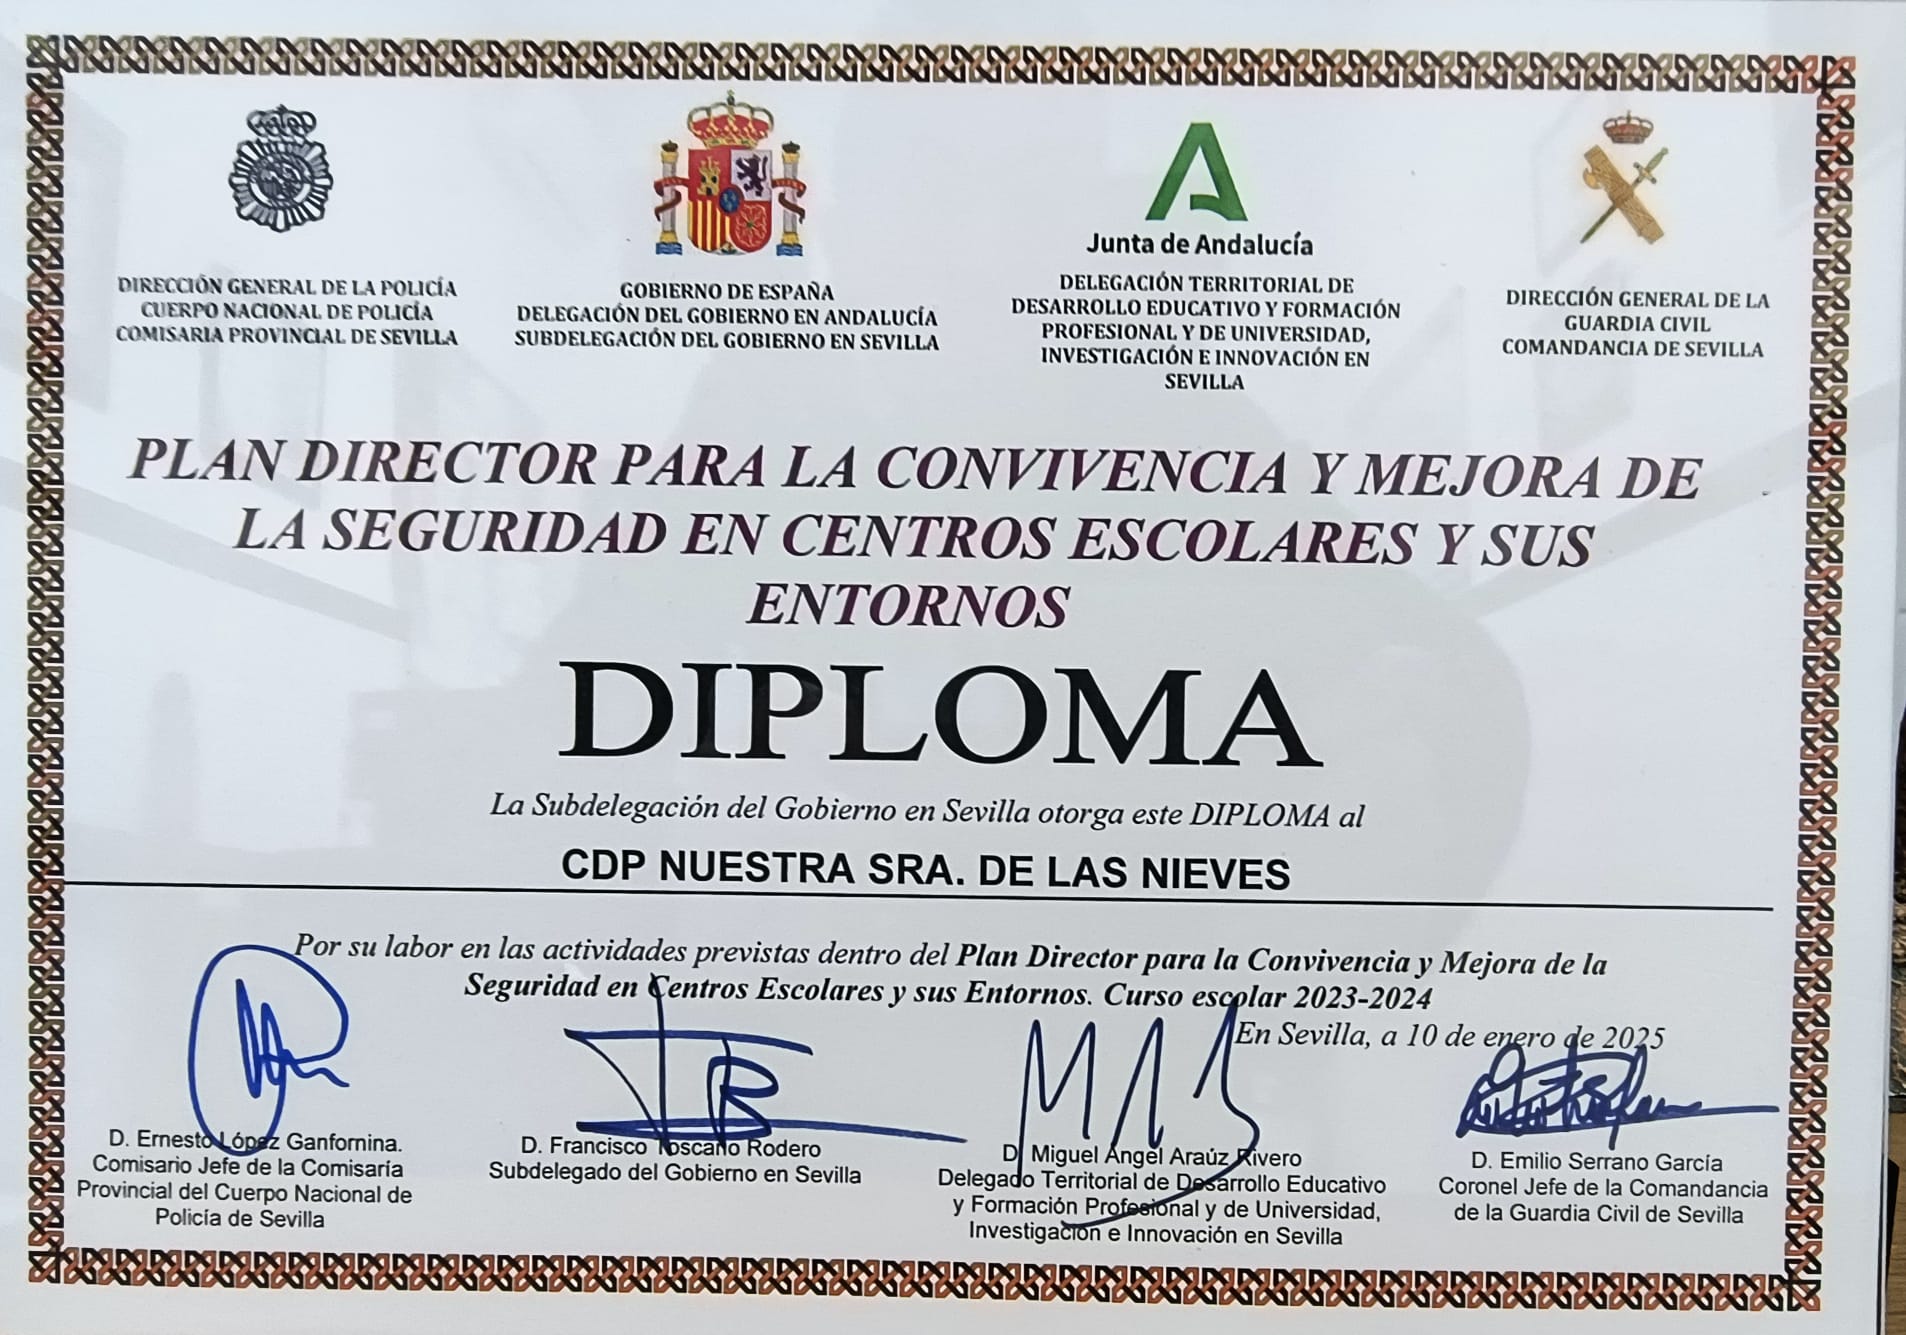 DIRECCIÓN GENERAL DE LA POLICÍA
CUERPO NACIONAL DE POLICÍA
COMISARIA PROVINCIAL DE SEVILLA
GOBIERNO DE ESPAÑA
DELEGACIÓN DEL GOBIERNO EN ANDALUCÍA
SUBDELEGACIÓN DEL GOBIERNO EN SEVILLA
Junta de Andalucía
DELEGACIÓN TERRITORIAL DE
DESARROLLO EDUCATIVO Y FORMACIÓN
PROFESIONAL Y DE UNIVERSIDAD,
INVESTIGACIÓN E INNOVACIÓN EN
SEVILLA
DIRECCIÓN GENERAL DE LA
GUARDIA CIVIL
COMANDANCIA DE SEVILLA
PLAN DIRECTOR PARA LA CONVIVENCIA Y MEJORA DE
LA SEGURIDAD EN CENTROS ESCOLARES Y SUS
ENTORNOS
DIPLOMA
La Subdelegación del Gobierno en Sevilla otorga este DIPLOMA al
CDP NUESTRA SRA. DE LAS NIEVES
Por su labor en las actividades previstas dentro del Plan Director para la Convivencia y Mejora de la
Seguridad en Centros Escolares y sus Entornos. Curso escolar 2023-2024
En Sevilla, a 10 de enero de 2025
D. Ernesto López Ganfornina.
Comisario Jefe de la Comisaría
Provincial del Cuerpo Nacional de
Policía de Sevilla
D. Francisco Toscano Rodero
Subdelegado del Gobierno en Sevilla
D. Miguel Ángel Araúz Rivero
Delegado Territorial de Desarrollo Educativo
y Formación Profesional y de Universidad,
Investigación e Innovación en Sevilla
D. Emilio Serrano García
Coronel Jefe de la Comandancia
de la Guardia Civil de Sevilla